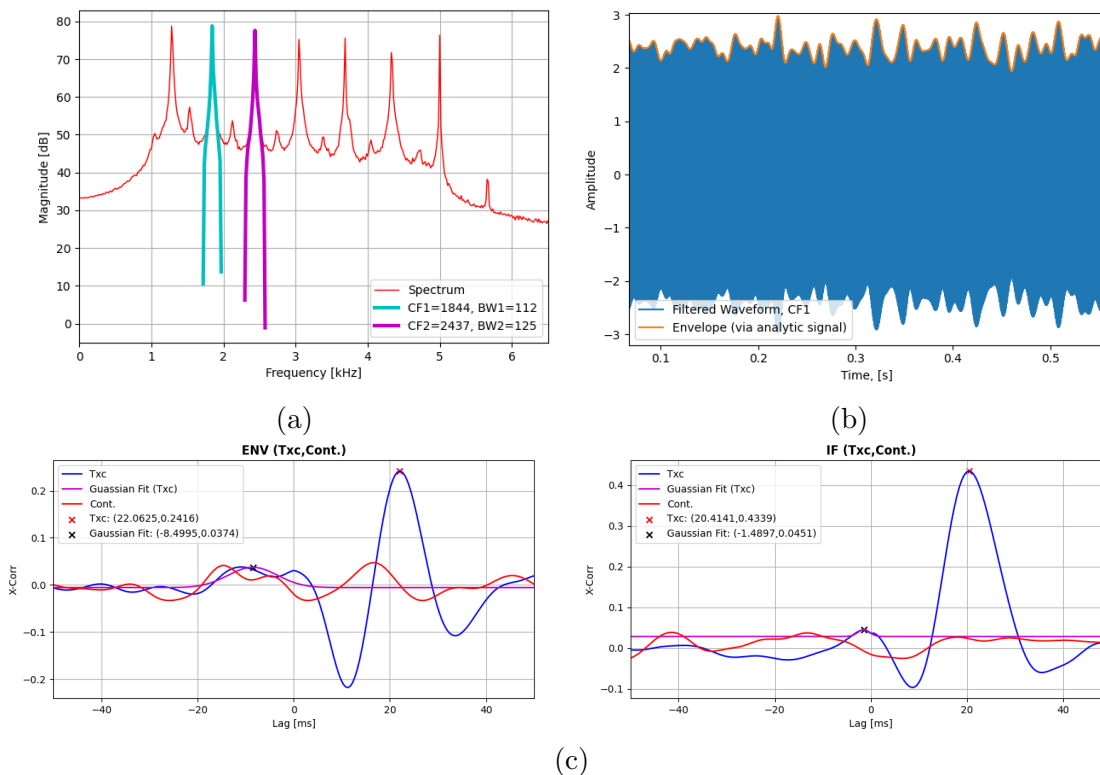 80
70
60
50
40
30
20
10
0
Magnitude [dB]
Spectrum
CF1=1844, BW1=112
CF2=2437, BW2=125
0 1 2 3 4 5 6
Frequency [kHz]
(a)
3
2
1
0
−1
−2
−3
Amplitude
Filtered Waveform, CF1
Envelope (via analytic signal)
0.1 0.2 0.3 0.4 0.5
Time, [s]
(b)
ENV (Txc,Cont.)
Txc
Guassian Fit (Txc)
Cont.
Txc: (22.0625,0.2416)
Gaussian Fit: (-8.4995,0.0374)
0.2
0.1
0.0
−0.1
−0.2
X-Corr
−40 −20 0 20 40
Lag [ms]
IF (Txc,Cont.)
Txc
Guassian Fit (Txc)
Cont.
Txc: (20.4141,0.4339)
Gaussian Fit: (-1.4897,0.0451)
0.4
0.3
0.2
0.1
0.0
−0.1
X-Corr
−40 −20 0 20 40
Lag [ms]
(c)